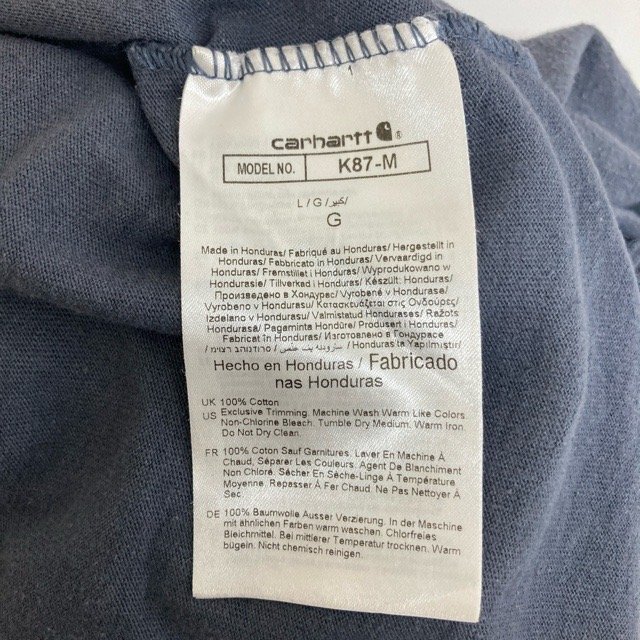 carhartt®
MODEL NO. K87-M
L/G/كبير/
G
Made in Honduras/ Fabriqué au Honduras/ Hergestellt in
Honduras/ Fabbricato in Honduras/ Vervaardigd in
Honduras/ Fremstillet i Honduras/ Wyprodukowano w
Hondurasie/ Tillverkad i Honduras/ Készült: Honduras/
Произведено в Хондурас/ Vyrobené v Hondurase/
Vyrobeno v Hondurasu/ Κατασκευάζεται στις Ονδούρες/
Izdelano v Hondurasu/ Valmistatud Hondurases/ Ražots
Hondurasā/ Pagaminta Hondūre/ Produsert i Honduras/
Fabricat în Honduras/ Изготовлено в Гондурасе
/ Honduras'ta Yapılmıştır/
Hecho en Honduras / Fabricado
nas Honduras
UK 100% Cotton
US Exclusive Trimming. Machine Wash Warm Like Colors.
Non-Chlorine Bleach. Tumble Dry Medium. Warm Iron.
Do Not Dry Clean.
FR 100% Coton Sauf Garnitures. Laver En Machine À
Chaud, Séparer Les Couleurs. Agent De Blanchiment
Non Chloré. Sécher En Sèche-Linge À Température
Moyenne. Repasser À Fer Chaud. Ne Pas Nettoyer À
Sec.
DE 100% Baumwolle Ausser Verzierung. In der Maschine
mit ähnlichen Farben warm waschen. Chlorfreies
Bleichmittel. Bei mittlerer Temperatur trocknen. Warm
bügeln. Nicht chemisch reinigen.